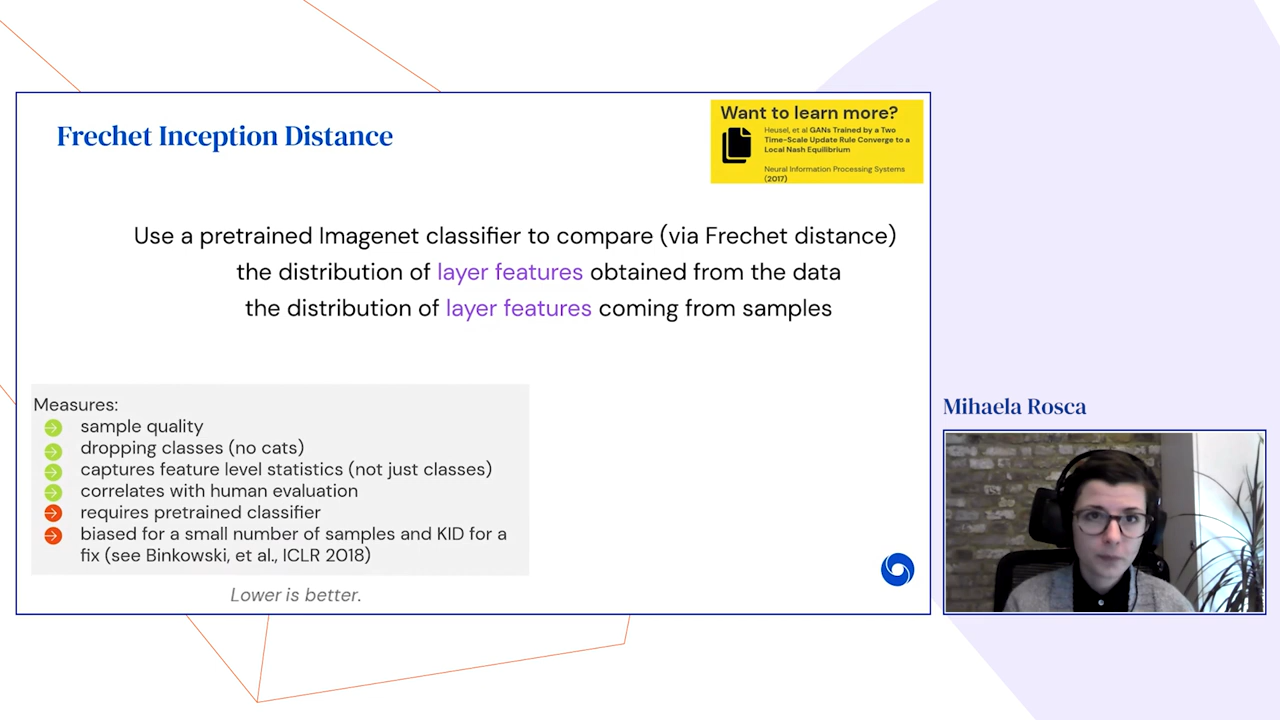 Frechet Inception Distance
Want to learn more?
Heusel, et al GANs Trained by a Two
Time-Scale Update Rule Converge to a
Local Nash Equilibrium
Neural Information Processing Systems
(2017)
Use a pretrained Imagenet classifier to compare (via Frechet distance)
the distribution of layer features obtained from the data
the distribution of layer features coming from samples
Measures:
sample quality
dropping classes (no cats)
captures feature level statistics (not just classes)
correlates with human evaluation
requires pretrained classifier
biased for a small number of samples and KID for a
fix (see Binkowski, et al., ICLR 2018)
Lower is better.
Mihaela Rosca